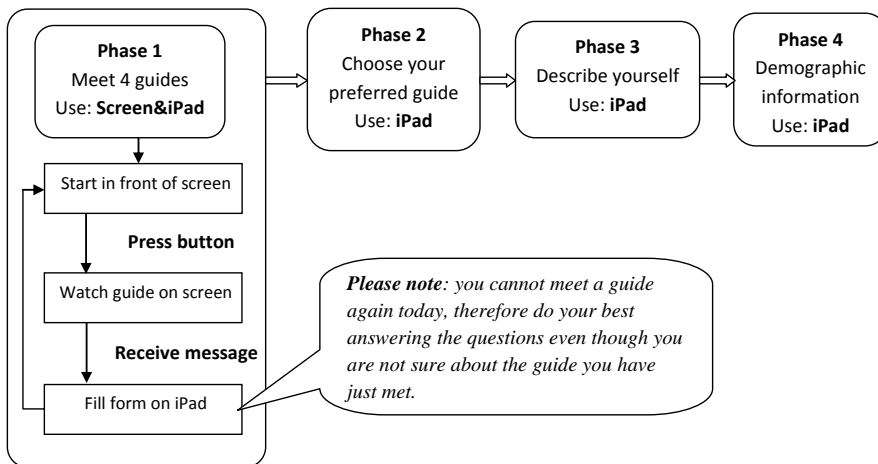 Phase 1
Meet 4 guides
Use: Screen&iPad
Phase 2
Choose your
preferred guide
Use: iPad
Phase 3
Describe yourself
Use: iPad
Phase 4
Demographic
information
Use: iPad
Start in front of screen
Press button
Watch guide on screen
Receive message
Fill form on iPad
Please note: you cannot meet a guide
again today, therefore do your best
answering the questions even though you
are not sure about the guide you have
just met.